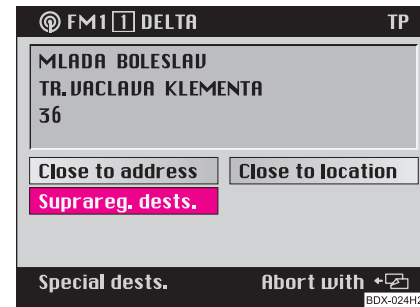 FM1 1 DELTA TP
MLADA BOLESLAV
TR.VACLAVA KLEMENTA
36
Close to address Close to location
Suprareg. dests.
Special dests. Abort with
BDX-024H2